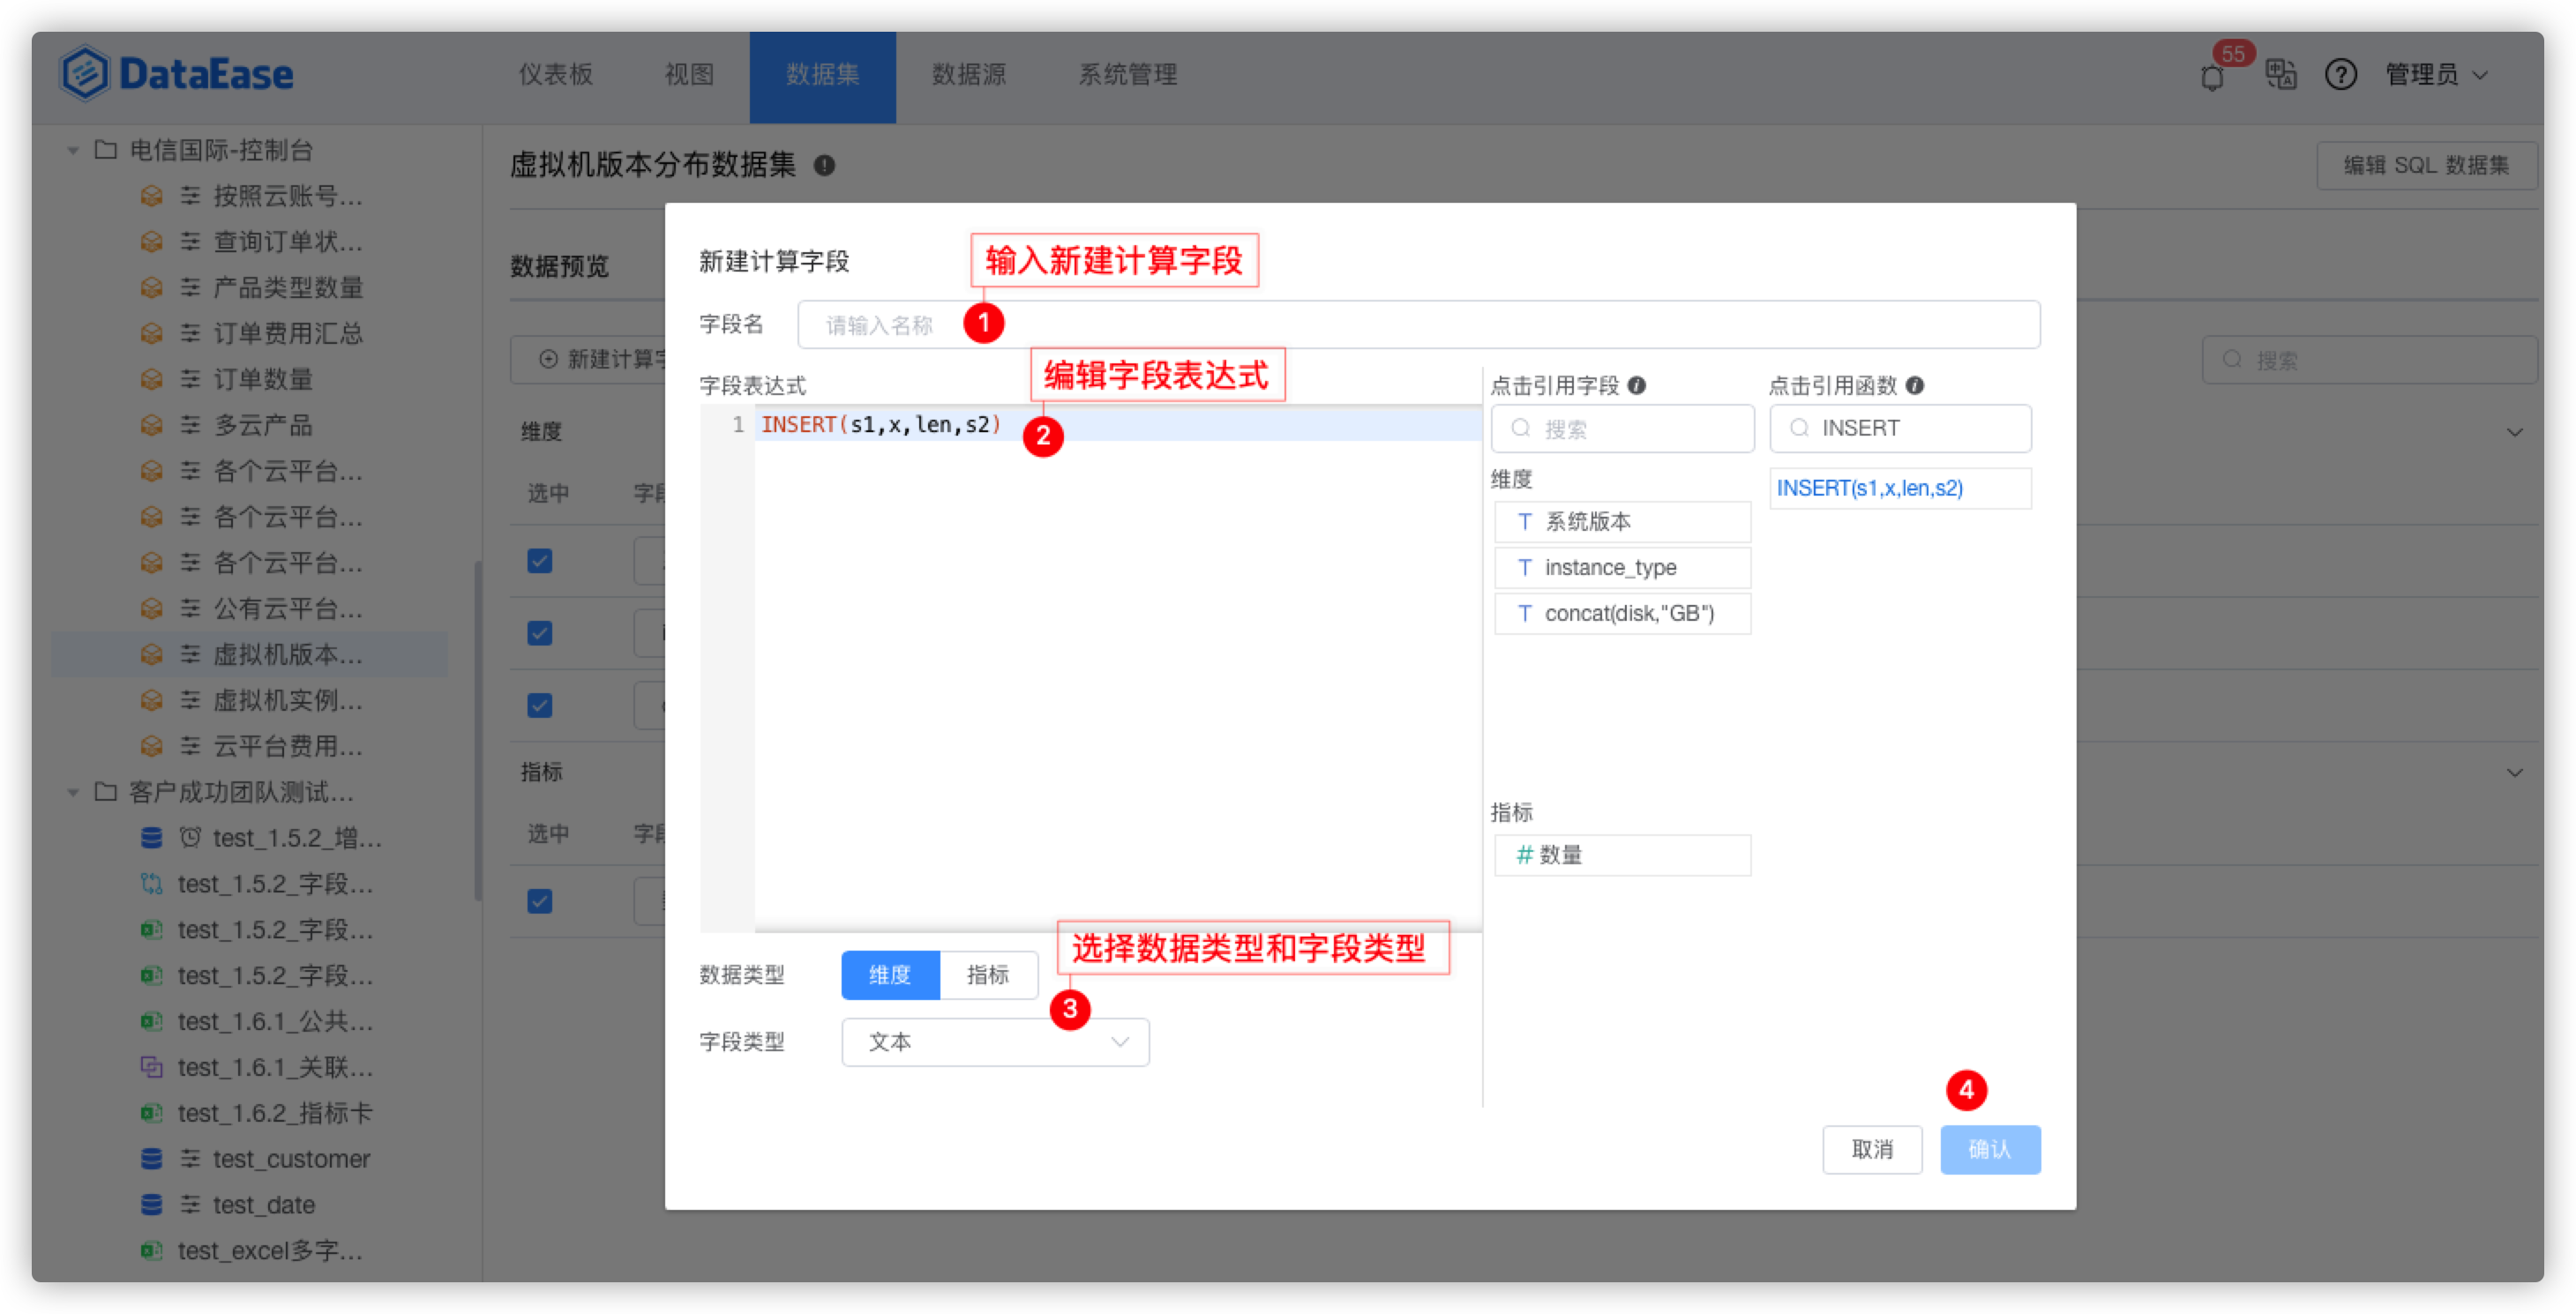 DataEase
仪表板
视图
数据集
数据源
系统管理
55
管理员
电信国际-控制台
按照云账号...
查询订单状...
产品类型数量
订单费用汇总
订单数量
多云产品
各个云平台...
各个云平台...
各个云平台...
公有云平台...
虚拟机版本...
虚拟机实例...
云平台费用...
客户成功团队测试...
test_1.5.2_增...
test_1.5.2_字段...
test_1.5.2_字段...
test_1.5.2_字段...
test_1.6.1_公共...
test_1.6.1_关联...
test_1.6.2_指标卡
test_customer
test_date
test_excel多字...
虚拟机版本分布数据集
编辑 SQL 数据集
数据预览
新建计算字
搜索
维度
选中
字段
指标
选中
字段
新建计算字段
输入新建计算字段
字段名
请输入名称
1
编辑字段表达式
字段表达式
1
INSERT(s1,x,len,s2)
2
点击引用字段
搜索
维度
T 系统版本
T instance_type
T concat(disk,"GB")
指标
# 数量
点击引用函数
INSERT
INSERT(s1,x,len,s2)
选择数据类型和字段类型
数据类型
维度
指标
3
字段类型
文本
4
取消
确认